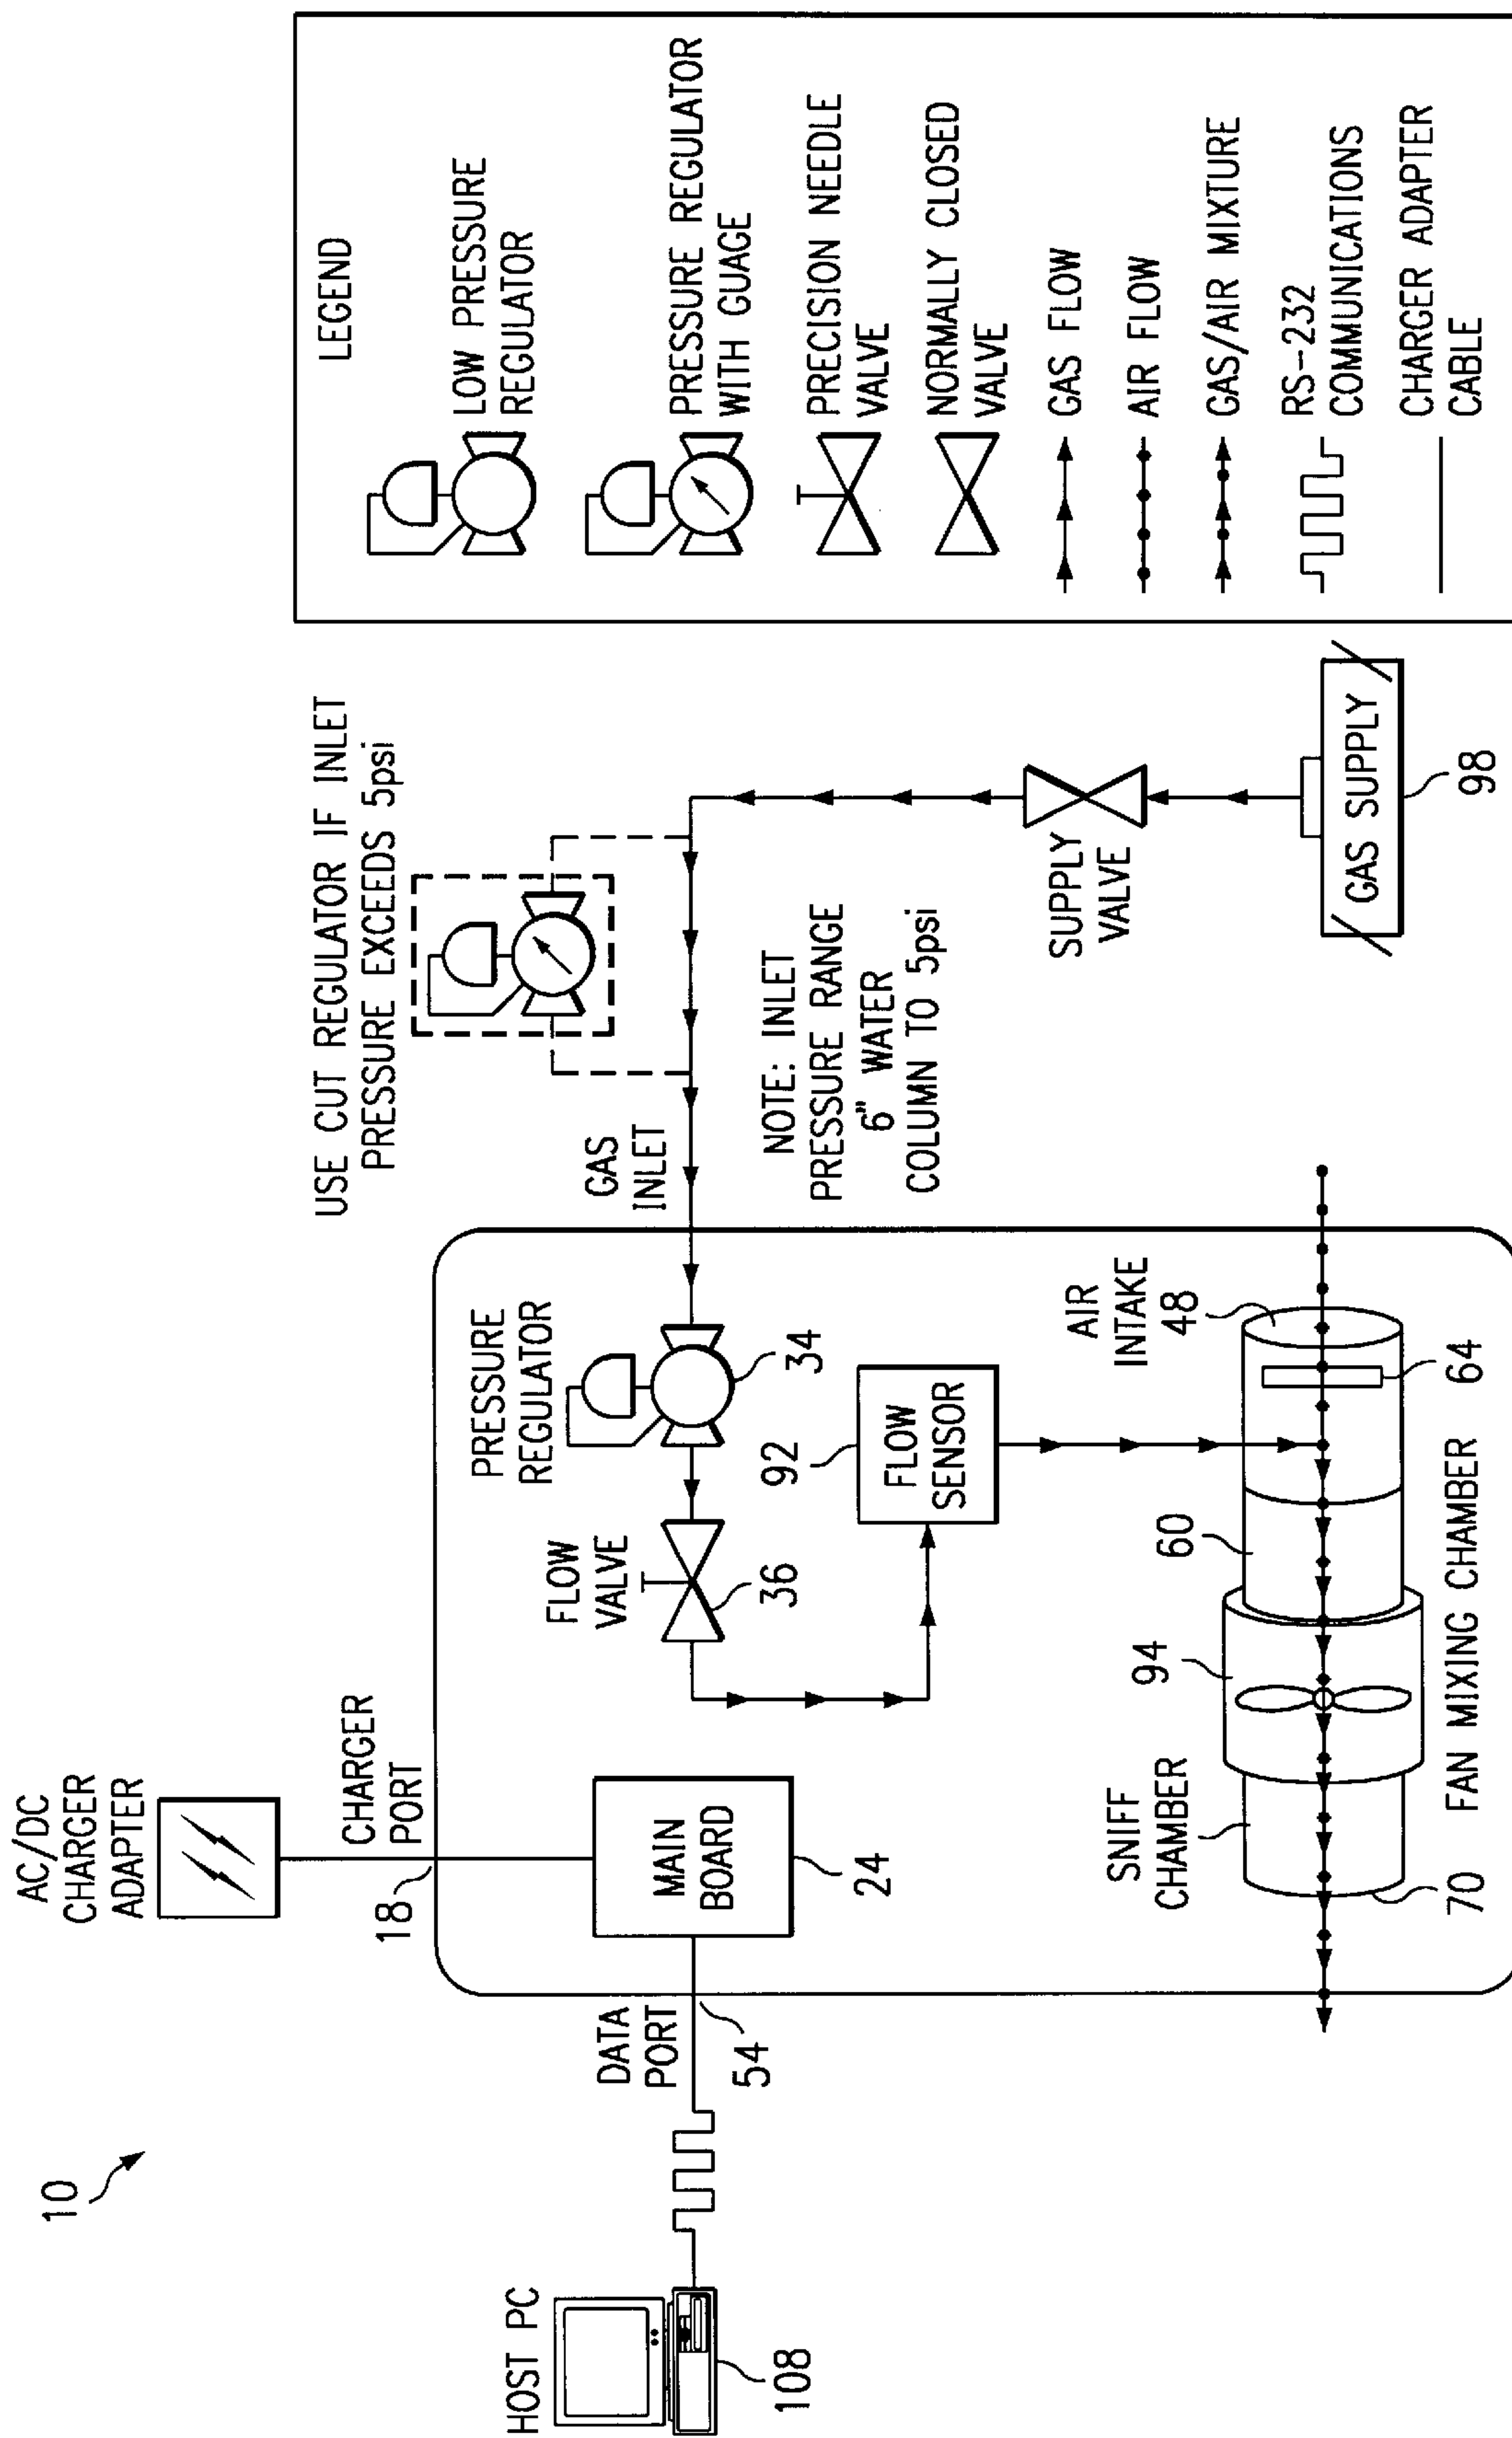 10
AC/DC
CHARGER
ADAPTER
CHARGER
PORT
18
HOST PC
108
DATA
PORT
54
MAIN
BOARD
24
FLOW
VALVE
36
PRESSURE
REGULATOR
34
92
FLOW
SENSOR
SNIFF
CHAMBER
94
60
AIR
INTAKE
48
64
70
FAN MIXING CHAMBER
GAS
INLET
USE CUT REGULATOR IF INLET
PRESSURE EXCEEDS 5psi
NOTE: INLET
PRESSURE RANGE
6" WATER
COLUMN TO 5psi
SUPPLY
VALVE
GAS SUPPLY
98
LEGEND
LOW PRESSURE
REGULATOR
PRESSURE REGULATOR
WITH GUAGE
PRECISION NEEDLE
VALVE
NORMALLY CLOSED
VALVE
GAS FLOW
AIR FLOW
GAS/AIR MIXTURE
RS-232
COMMUNICATIONS
CHARGER ADAPTER
CABLE